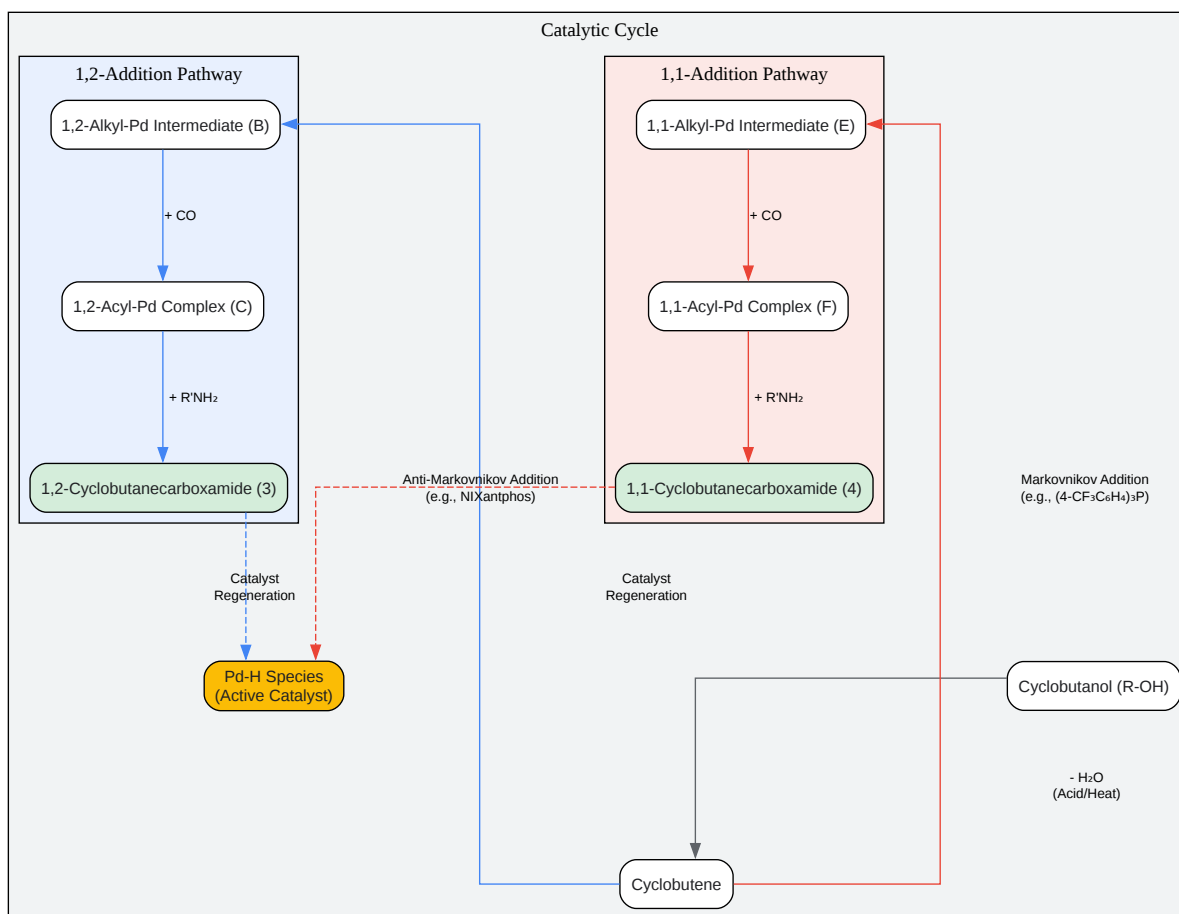 Catalytic Cycle
1,2-Addition Pathway
1,1-Addition Pathway
1,2-Alkyl-Pd Intermediate (B)
1,1-Alkyl-Pd Intermediate (E)
+ CO
+ CO
1,2-Acyl-Pd Complex (C)
1,1-Acyl-Pd Complex (F)
+ R'NH₂
+ R'NH₂
1,2-Cyclobutanecarboxamide (3)
Anti-Markovnikov Addition
(e.g., NIXantphos)
1,1-Cyclobutanecarboxamide (4)
Markovnikov Addition
(e.g., (4-CF₃C₆H₄)₃P)
Catalyst
Regeneration
Catalyst
Regeneration
Pd-H Species
(Active Catalyst)
Cyclobutanol (R-OH)
- H₂O
(Acid/Heat)
Cyclobutene